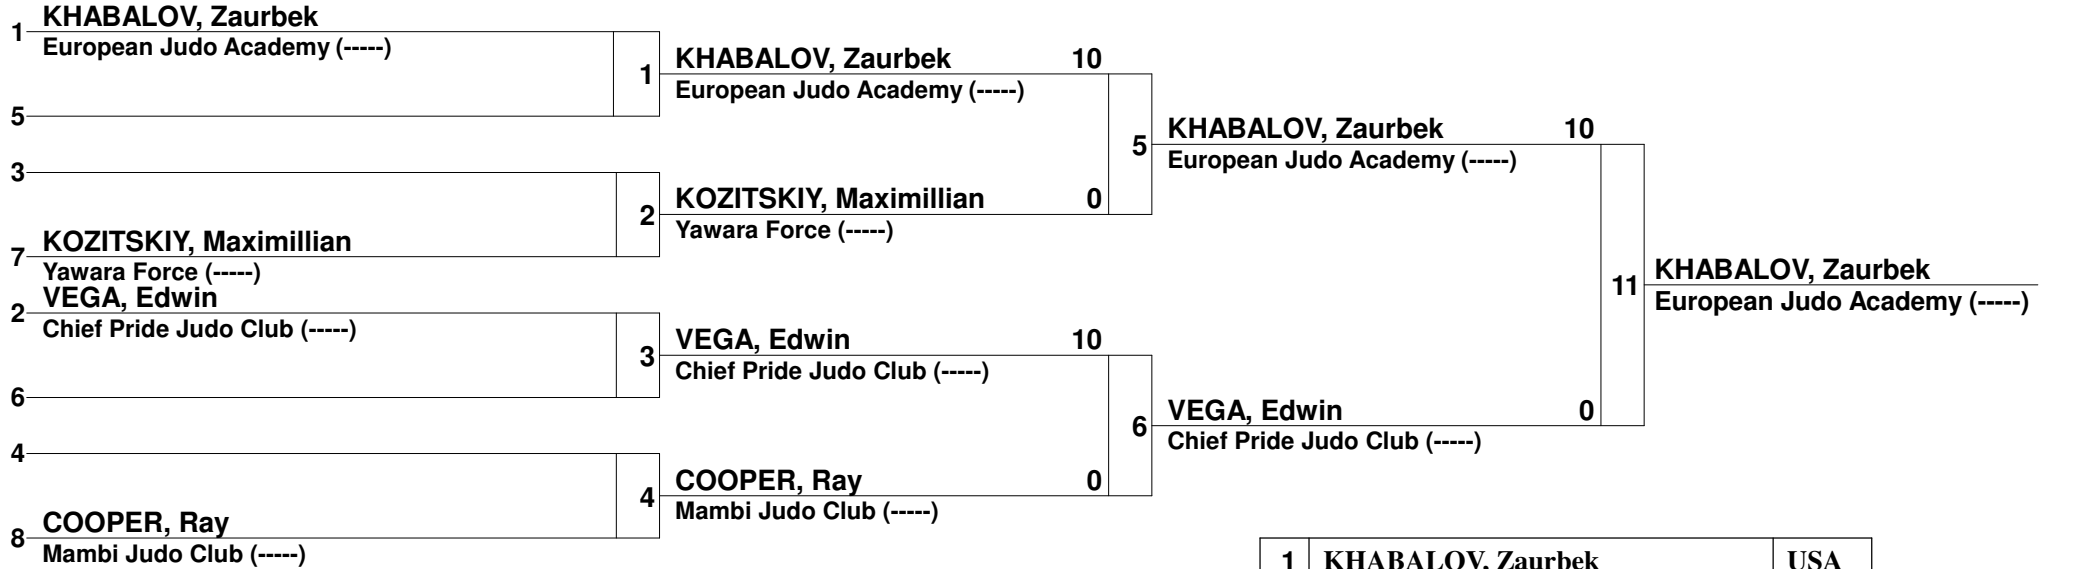 KHABALOV, Zaurbek
1
European Judo Academy (-----)
1
KHABALOV, Zaurbek 10
European Judo Academy (-----)
5
5
KHABALOV, Zaurbek 10
European Judo Academy (-----)
3
2
KOZITSKIY, Maximillian 0
Yawara Force (-----)
KOZITSKIY, Maximillian
7
Yawara Force (-----)
11
KHABALOV, Zaurbek
European Judo Academy (-----)
VEGA, Edwin
2
Chief Pride Judo Club (-----)
3
VEGA, Edwin 10
Chief Pride Judo Club (-----)
6
6
VEGA, Edwin 0
Chief Pride Judo Club (-----)
4
4
COOPER, Ray 0
Mambi Judo Club (-----)
COOPER, Ray
8
Mambi Judo Club (-----)
1 KHABALOV, Zaurbek USA